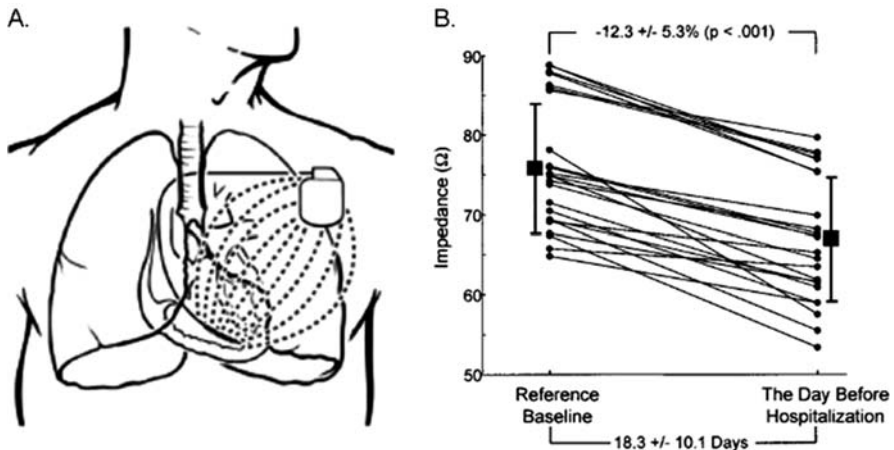 A.
B.
-12.3 +/- 5.3% (p < .001)
90
80
70
60
50
Impedance (Ω)
Reference
Baseline
The Day Before
Hospitalization
18.3 +/- 10.1 Days